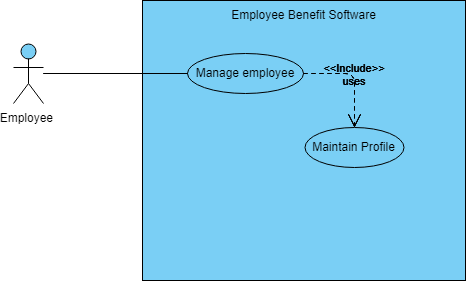 Employee Benefit Software
Manage employee
<<Include>>
uses
Employee
Maintain Profile